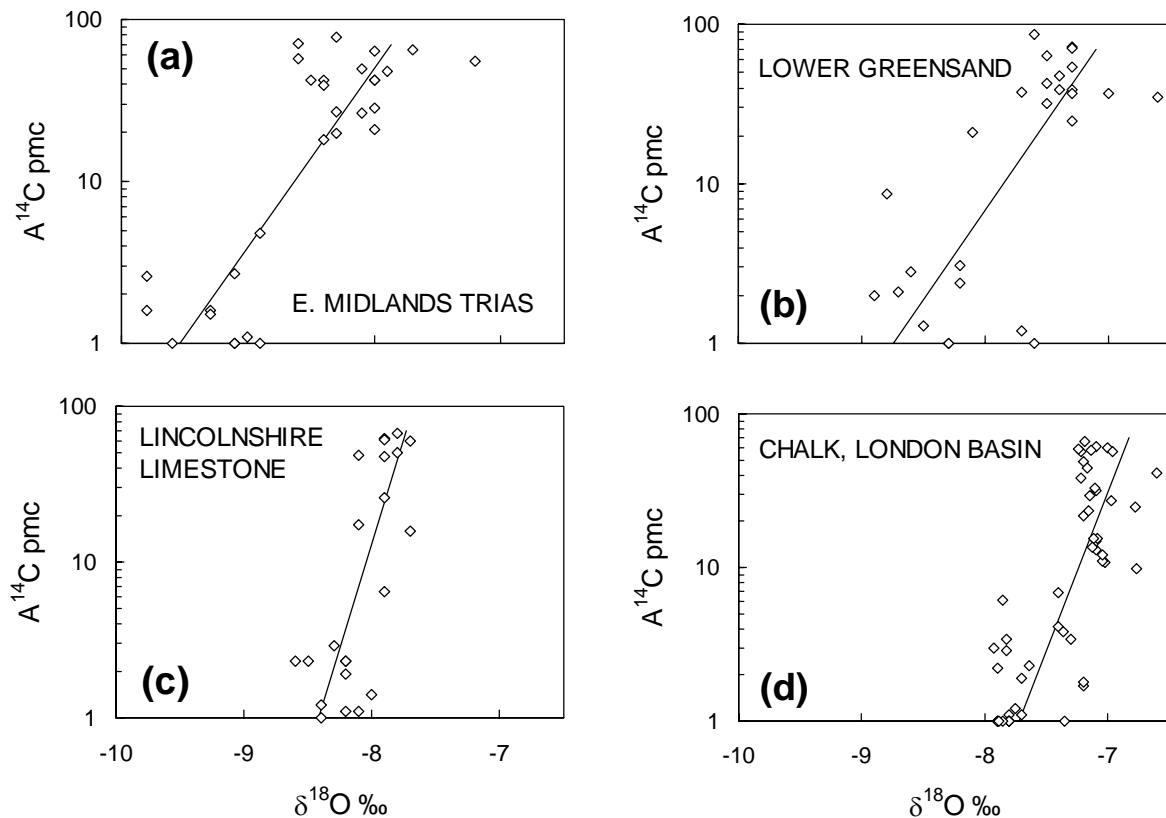 100
10
1
A¹⁴C pmc
(a)
E. MIDLANDS TRIAS
100
10
1
A¹⁴C pmc
LOWER GREENSAND
(b)
100
10
1
A¹⁴C pmc
LINCOLNSHIRE
LIMESTONE
(c)
-10 -9 -8 -7
δ¹⁸O ‰
100
10
1
A¹⁴C pmc
CHALK, LONDON BASIN
(d)
-10 -9 -8 -7
δ¹⁸O ‰